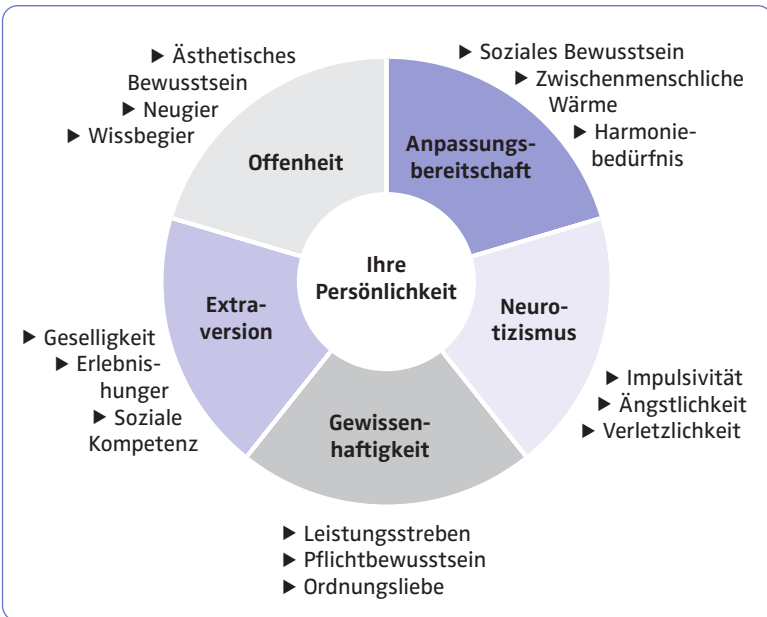 ▶ Ästhetisches
Bewusstsein
▶ Neugier
▶ Wissbegier
▶ Soziales Bewusstsein
▶ Zwischenmenschliche
Wärme
▶ Harmonie-
bedürfnis
Offenheit
Anpassungs-
bereitschaft
Ihre
Persönlichkeit
Extra-
version
Neuro-
tizismus
Gewissen-
haftigkeit
▶ Geselligkeit
▶ Erlebnis-
hunger
▶ Soziale
Kompetenz
▶ Impulsivität
▶ Ängstlichkeit
▶ Verletzlichkeit
▶ Leistungsstreben
▶ Pflichtbewusstsein
▶ Ordnungsliebe